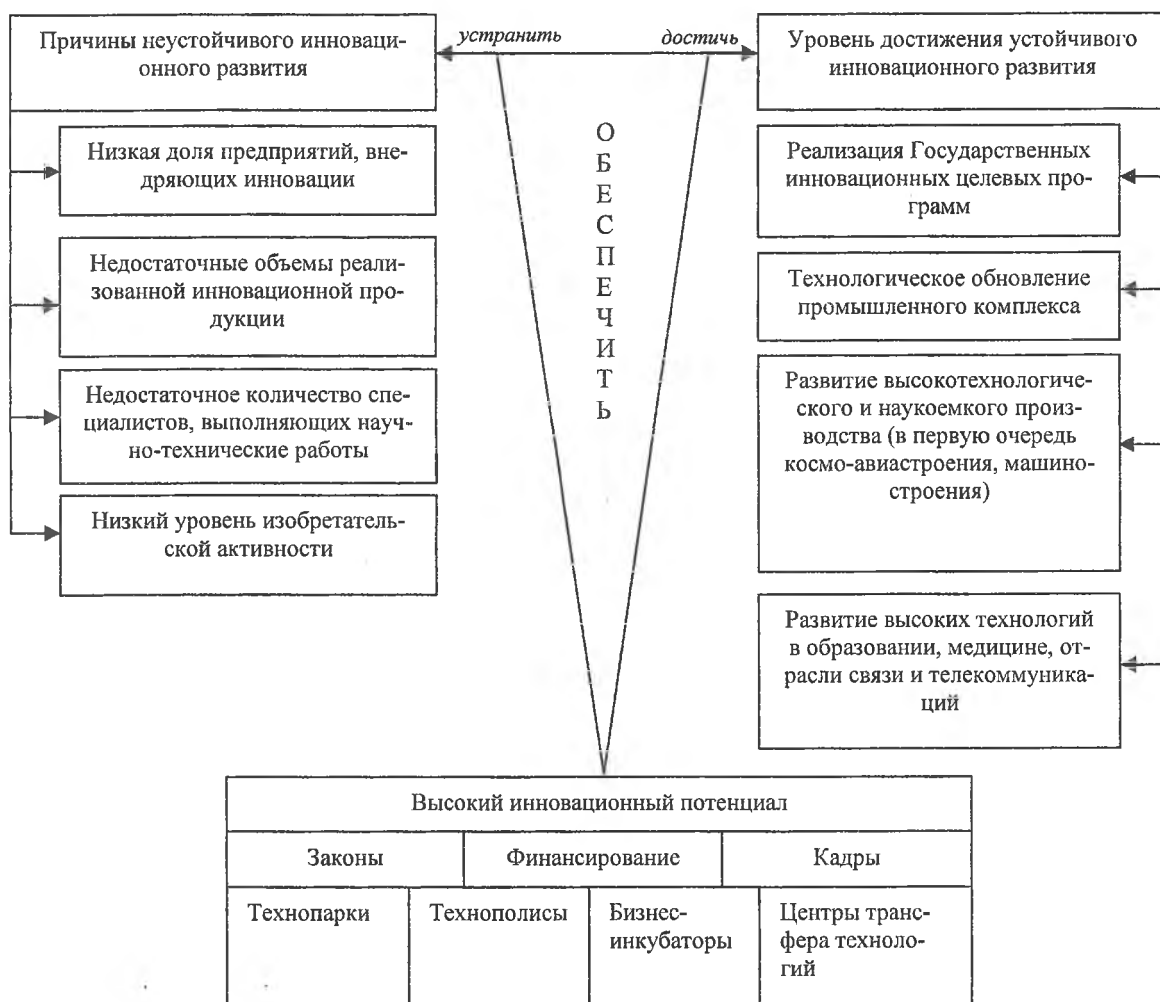 Причины неустойчивого инноваци-
онного развития
устранить
достичь
Уровень достижения устойчивого
инновационного развития
Низкая доля предприятий, вне-
дряющих инновации
Недостаточные объемы реали-
зованной инновационной про-
дукции
Недостаточное количество спе-
циалистов, выполняющих науч-
но-технические работы
Низкий уровень изобретатель-
ской активности
О
Б
Е
С
П
Е
Ч
И
Т
Ь
Реализация Государственных
инновационных целевых про-
грамм
Технологическое обновление
промышленного комплекса
Развитие высокотехнологиче-
ского и наукоемкого произ-
водства (в первую очередь
космо-авиастроения, машино-
строения)
Развитие высоких технологий
в образовании, медицине, от-
расли связи и телекоммуника-
ций
Высокий инновационный потенциал
Законы
Финансирование
Кадры
Технопарки
Технополисы
Бизнес-
инкубаторы
Центры транс-
фера техноло-
гий